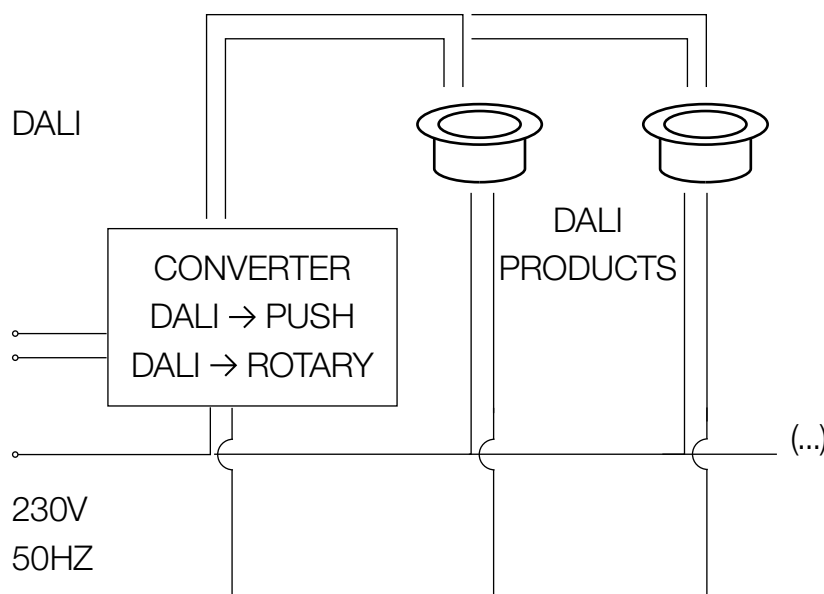 DALI
DALI
PRODUCTS
CONVERTER
DALI → PUSH
DALI → ROTARY
(...)
230V
50HZ